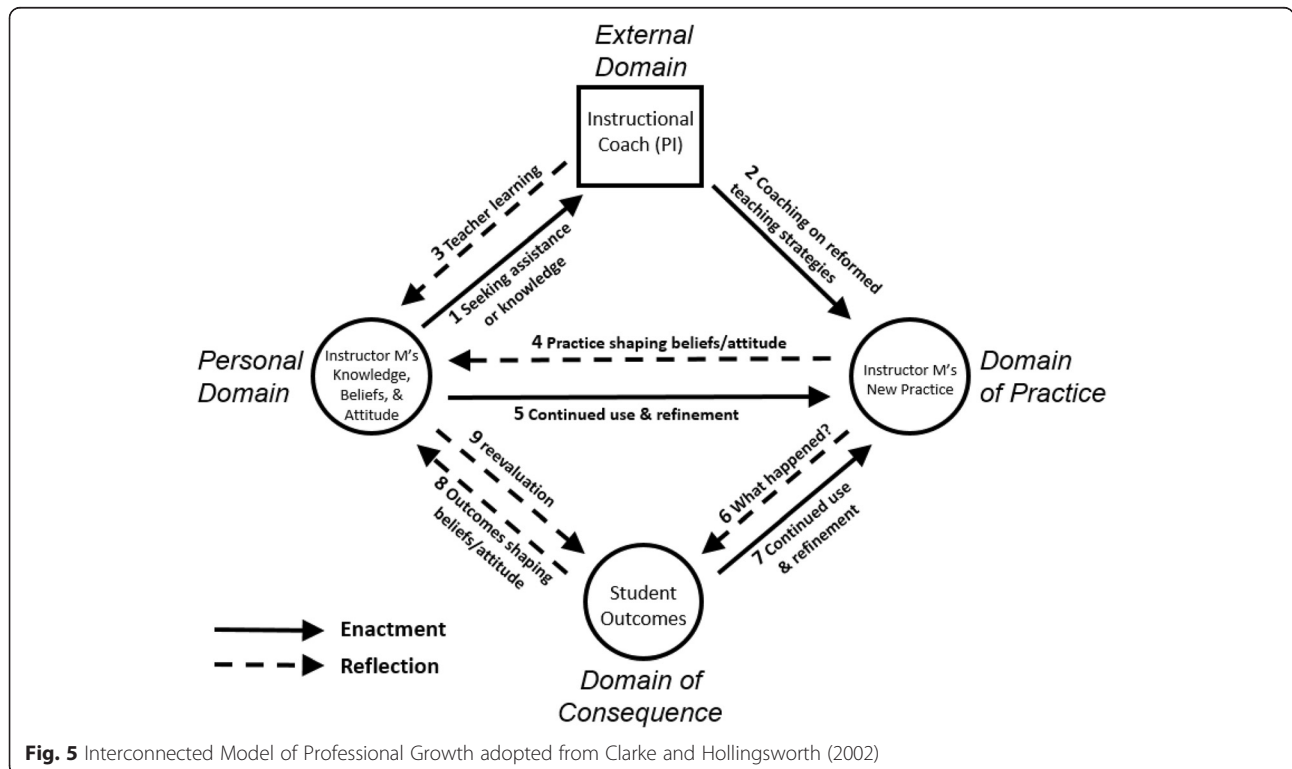 External
Domain
Instructional
Coach (PI)
3 Teacher learning
1 Seeking assistance
or knowledge
2 Coaching on reformed
teaching strategies
Personal
Domain
Instructor M's
Knowledge,
Beliefs, &
Attitude
4 Practice shaping beliefs/attitude
5 Continued use & refinement
Instructor M's
New Practice
Domain
of Practice
9 reevaluation
8 Outcomes shaping
beliefs/attitude
6 What happened?
7 Continued use
& refinement
Student
Outcomes
Enactment
Reflection
Domain of
Consequence
Fig. 5 Interconnected Model of Professional Growth adopted from Clarke and Hollingsworth (2002)